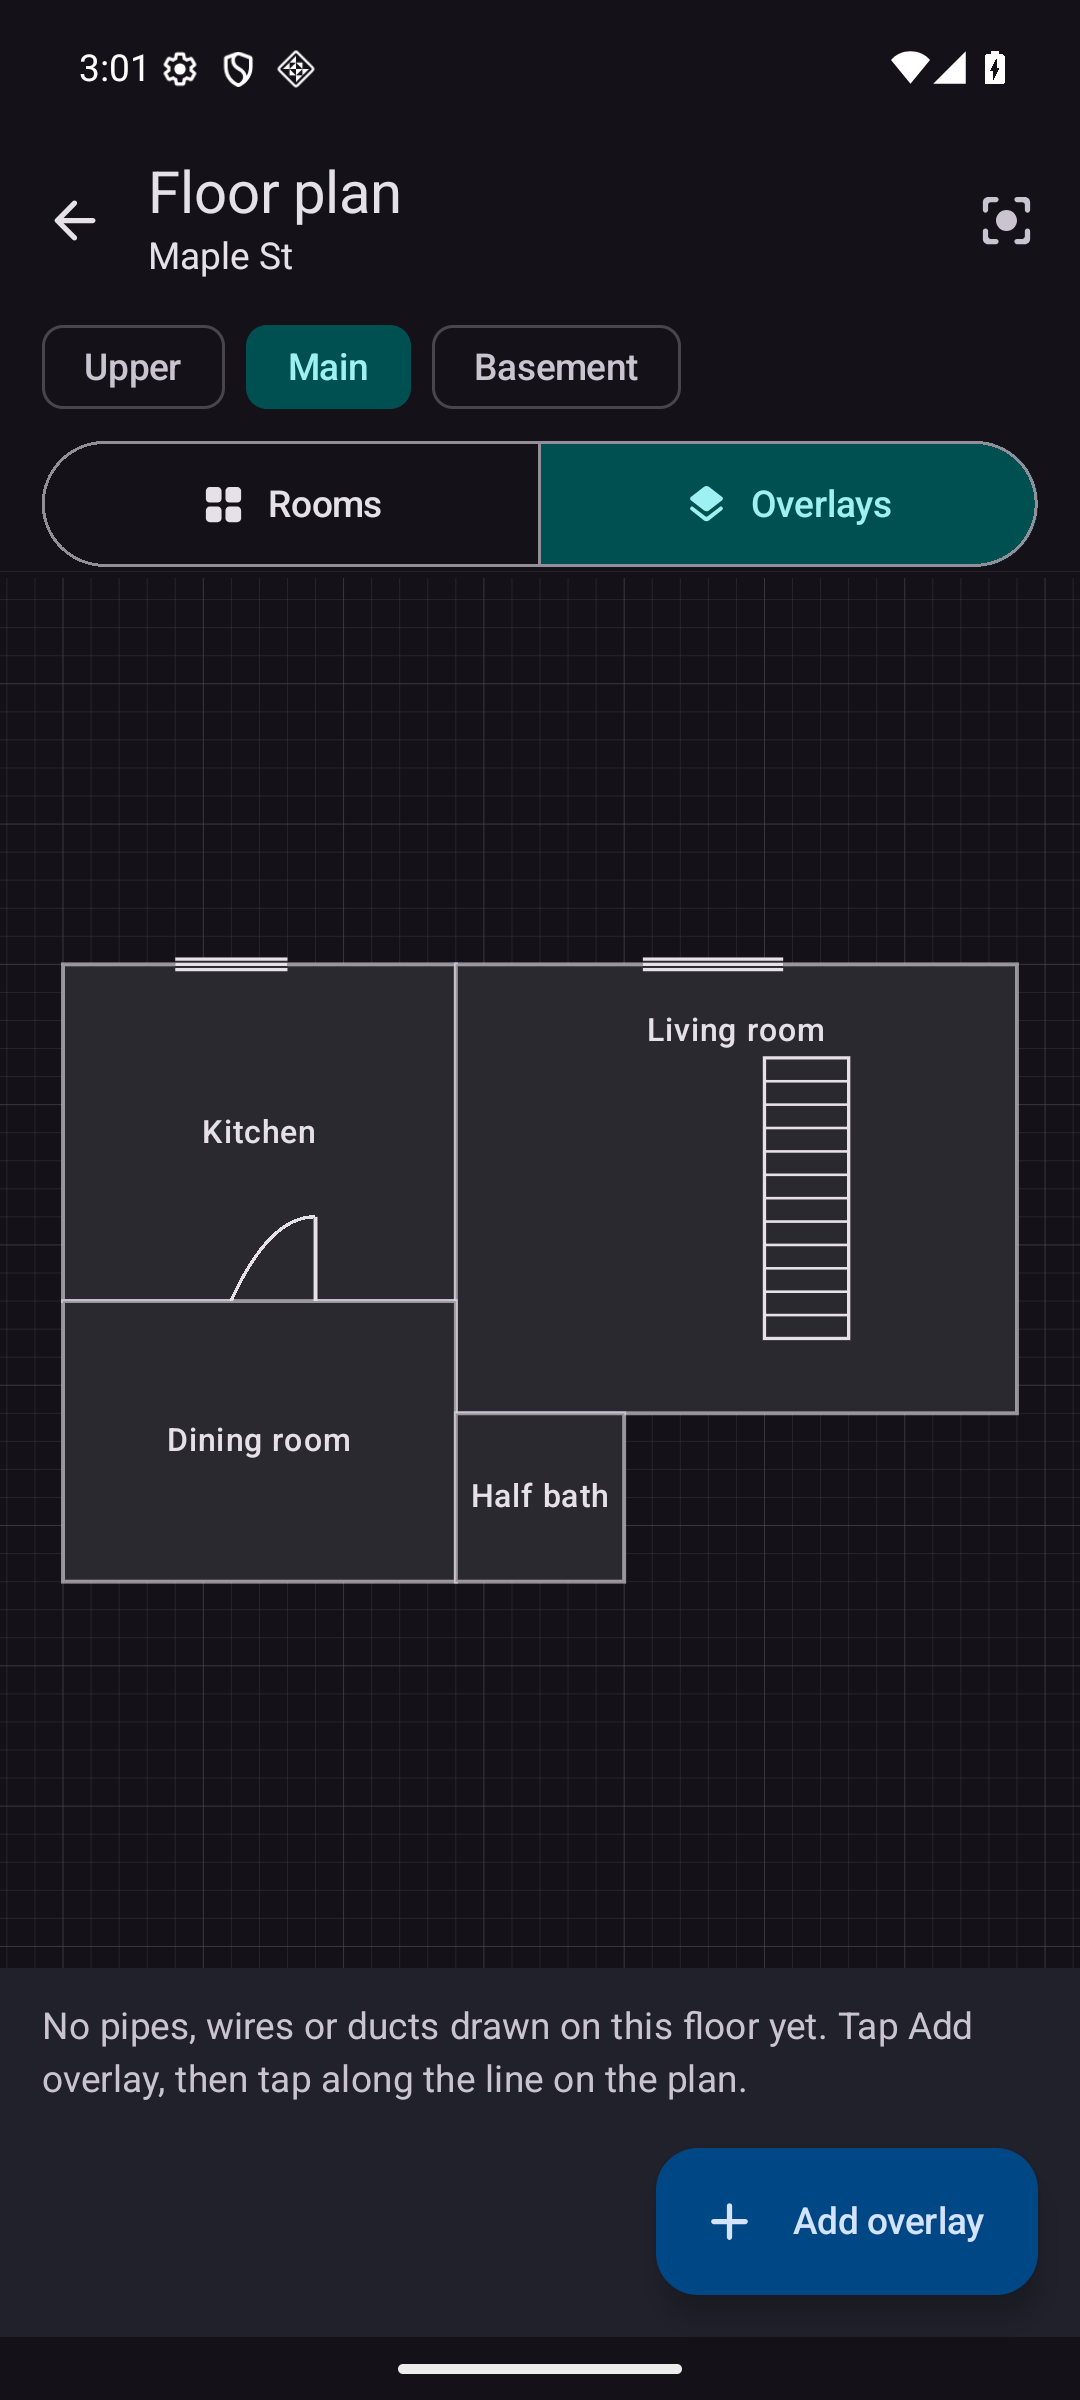 3:01
Floor plan
Maple St
Upper
Main
Basement
Rooms
Overlays
Living room
Kitchen
Dining room
Half bath
No pipes, wires or ducts drawn on this floor yet. Tap Add
overlay, then tap along the line on the plan.
Add overlay